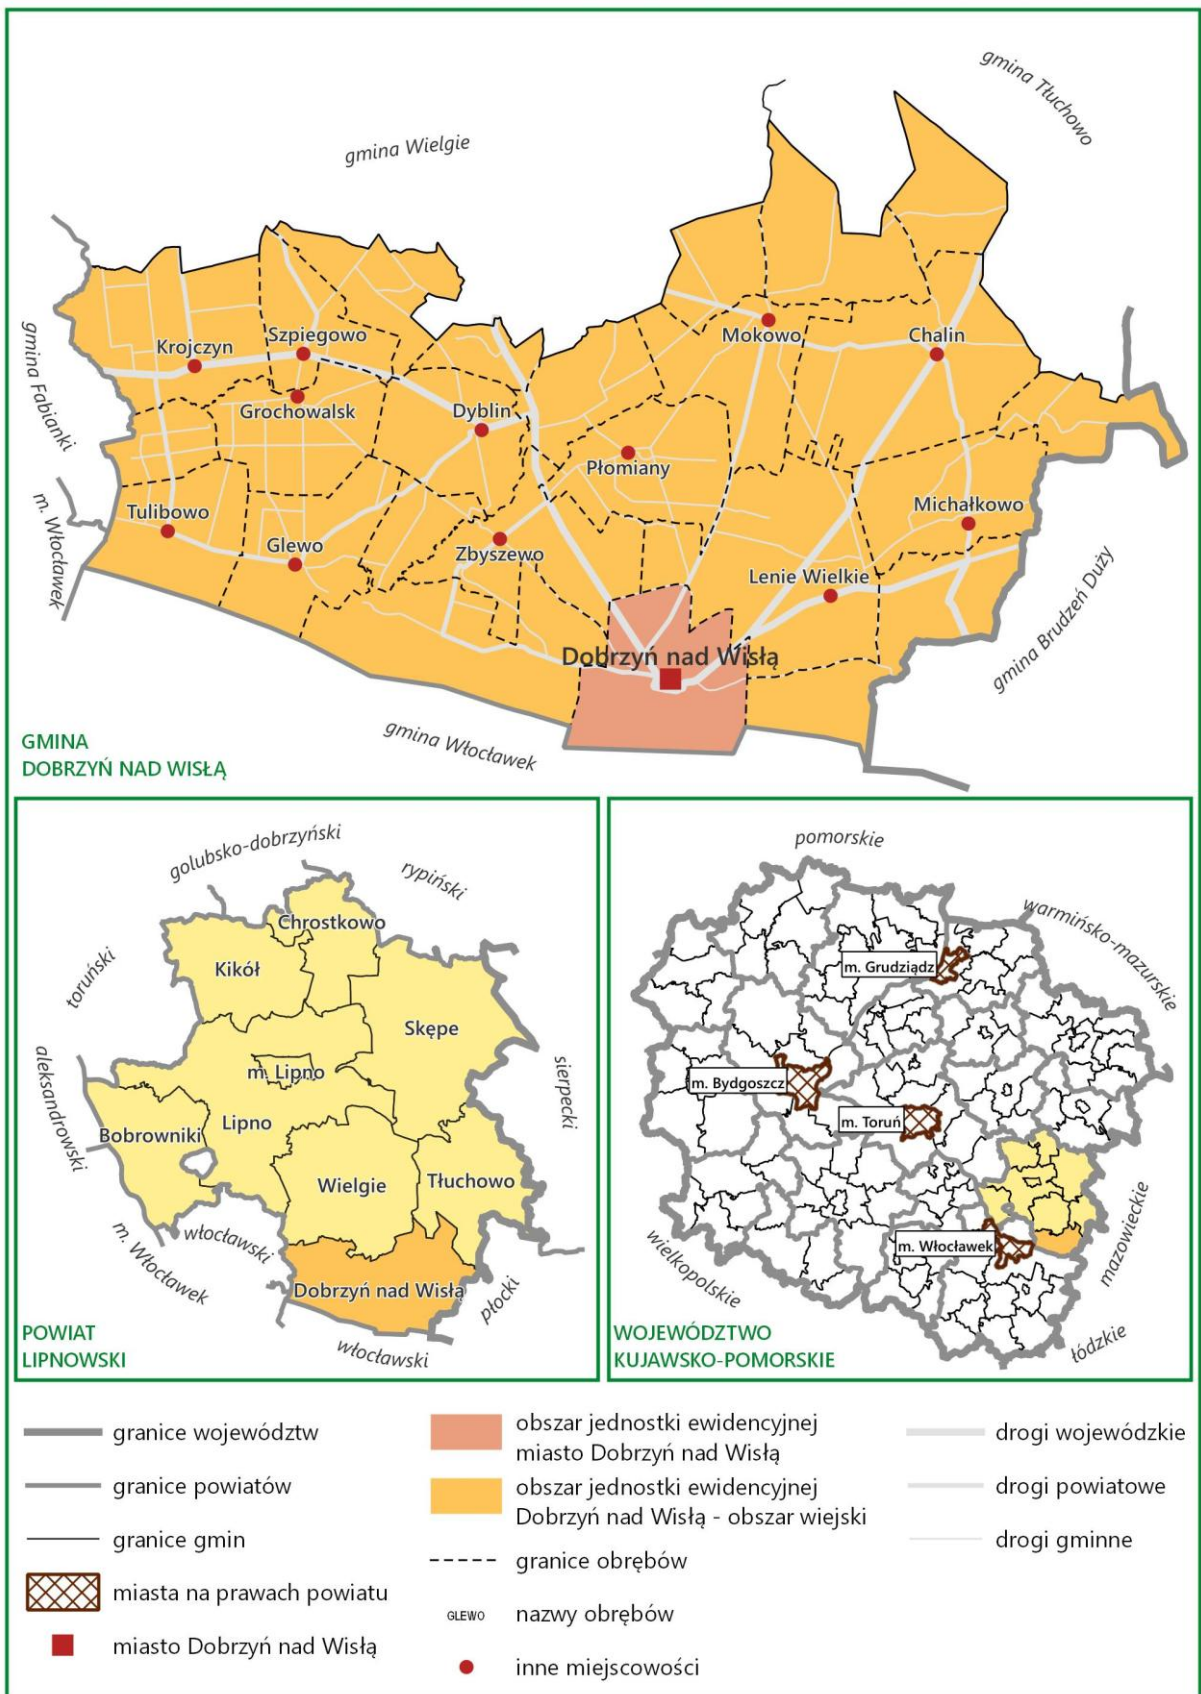 gmina Tłuchowo
gmina Wielgie
gmina Fabianki
m. Włocławek
Krojczyn
Szpiegowo
Grochowalsk
Dyblin
Mokowo
Chalin
Płomiany
Tulibowo
Glewo
Zbyszewo
Michałkowo
Lenie Wielkie
Dobrzyń nad Wisłą
gmina Brudzeń Duży
gmina Włocławek
GMINA
DOBRZYŃ NAD WISŁĄ
golubsko-dobrzyński
rypiński
toruński
Chrostkowo
Kikół
Skępe
aleksandrowski
m. Lipno
sierpecki
Bobrowniki
Lipno
Wielgie
Tłuchowo
włocławski
m. Włocławek
Dobrzyń nad Wisłą
płocki
włocławski
POWIAT
LIPNOWSKI
pomorskie
warmińsko-mazurskie
m. Grudziądz
m. Bydgoszcz
m. Toruń
m. Włocławek
wielkopolskie
mazowieckie
łódzkie
WOJEWÓDZTWO
KUJAWSKO-POMORSKIE
granice województw
granice powiatów
granice gmin
miasta na prawach powiatu
miasto Dobrzyń nad Wisłą
obszar jednostki ewidencyjnej
miasto Dobrzyń nad Wisłą
obszar jednostki ewidencyjnej
Dobrzyń nad Wisłą - obszar wiejski
granice obrębów
GLEWO nazwy obrębów
inne miejscowości
drogi wojewódzkie
drogi powiatowe
drogi gminne